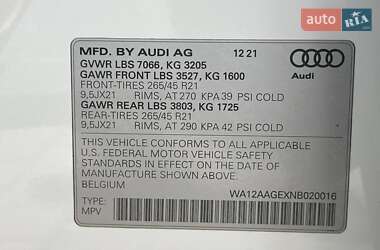 auto RIA.com
MFD. BY AUDI AG 12 21
GVWR LBS 7066, KG 3205
GAWR FRONT LBS 3527, KG 1600
FRONT-TIRES 265/45 R21
9,5JX21 RIMS, AT 270 KPA 39 PSI COLD
GAWR REAR LBS 3803, KG 1725
REAR-TIRES 265/45 R21
9,5JX21 RIMS, AT 290 KPA 42 PSI COLD
Audi
THIS VEHICLE CONFORMS TO ALL APPLICABLE
U.S. FEDERAL MOTOR VEHICLE SAFETY
STANDARDS IN EFFECT ON THE DATE OF
MANUFACTURE SHOWN ABOVE.
BELGIUM WA12AAGEXNB020016
TYPE:
MPV